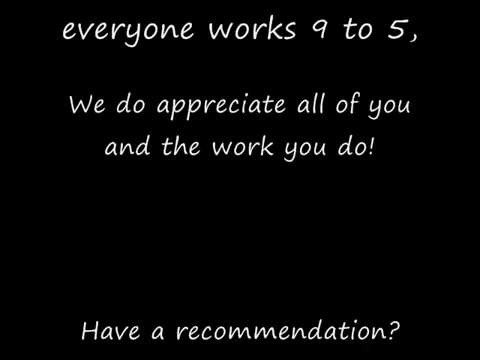 everyone works 9 to 5,
We do appreciate all of you
and the work you do!
Have a recommendation?